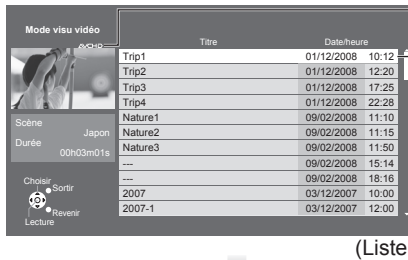 Mode visu vidéo
AVCHD
Titre Date/heure
Trip1 01/12/2008 10:12
Trip2 01/12/2008 12:20
Trip3 01/12/2008 17:25
Trip4 01/12/2008 22:28
Nature1 09/02/2008 11:10
Nature2 09/02/2008 11:15
Nature3 09/02/2008 11:50
--- 09/02/2008 15:14
--- 09/02/2008 18:16
2007 03/12/2007 10:00
2007-1 03/12/2007 12:00
Scène
Japon
Durée
00h03m01s
Choisir
Sortir
Revenir
Lecture
(Liste